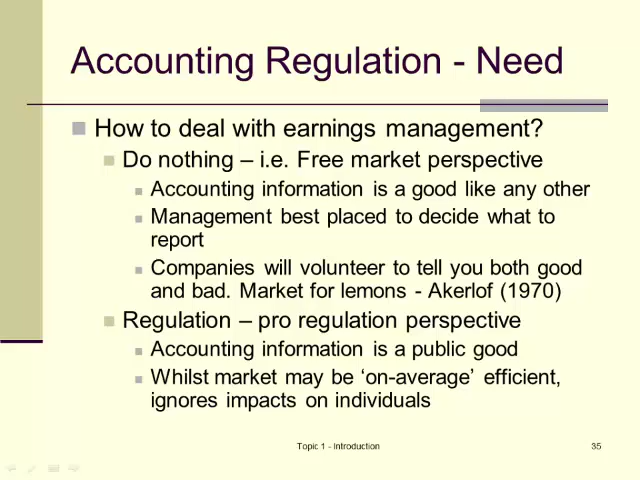 Accounting Regulation - Need
How to deal with earnings management?
Do nothing – i.e. Free market perspective
Accounting information is a good like any other
Management best placed to decide what to
report
Companies will volunteer to tell you both good
and bad. Market for lemons - Akerlof (1970)
Regulation – pro regulation perspective
Accounting information is a public good
Whilst market may be ‘on-average’ efficient,
ignores impacts on individuals
Topic 1 - Introduction
35